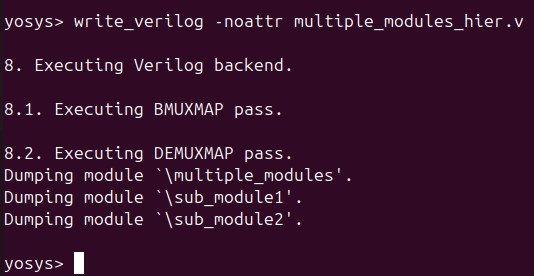 yosys> write_verilog -noattr multiple_modules_hier.v
8. Executing Verilog backend.
8.1. Executing BMUXMAP pass.
8.2. Executing DEMUXMAP pass.
Dumping module `\multiple_modules'.
Dumping module `\sub_module1'.
Dumping module `\sub_module2'.
yosys>